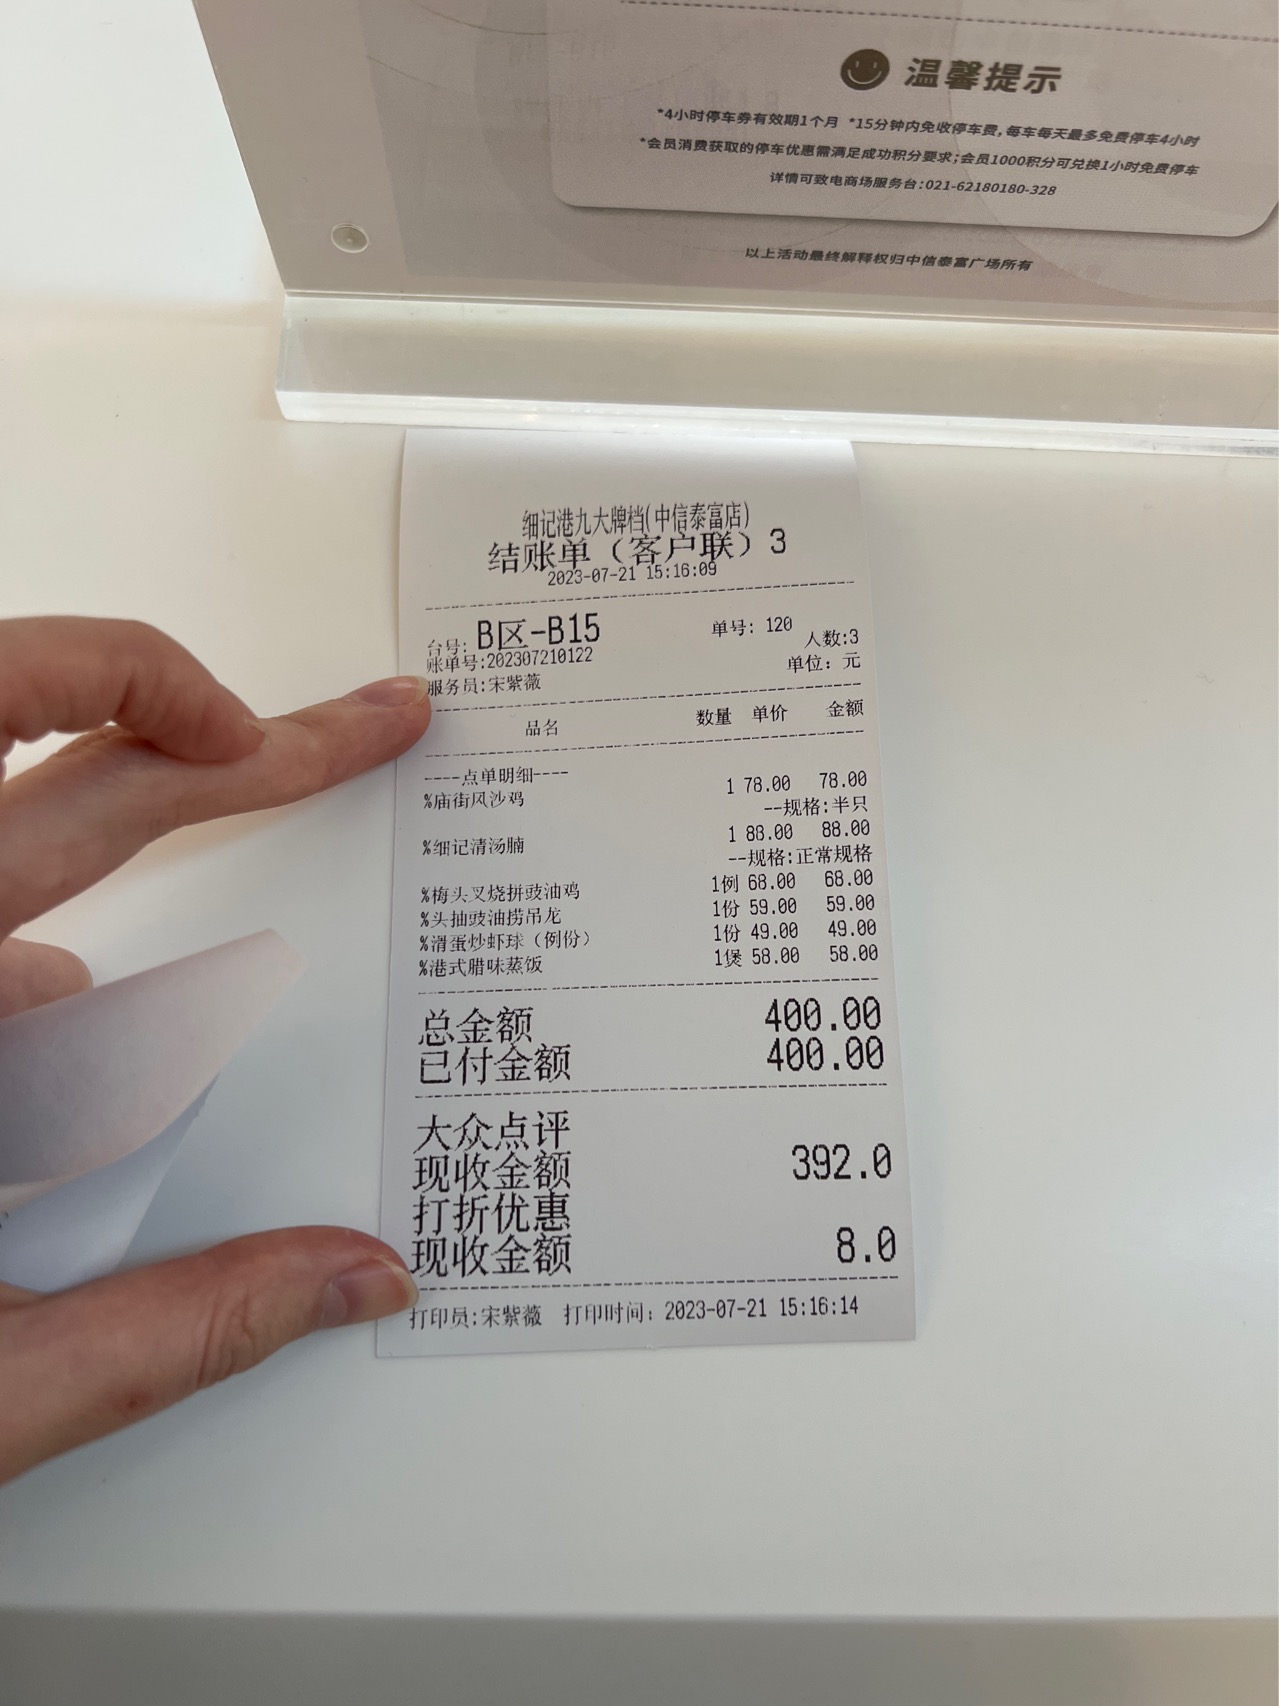 温馨提示
*4小时停车券有效期1个月 *15分钟内免收停车费,每车每天最多免费停车4小时
*会员消费获取的停车优惠需满足成功积分要求;会员1000积分可兑换1小时免费停车
详情可致电商场服务台:021-62180180-328
以上活动最终解释权归中信泰富广场所有
细记港九大牌档(中信泰富店)
结账单（客户联）3
2023-07-21 15:16:09
台号: B区-B15 单号: 120
账单号:202307210122 人数:3
服务员:宋紫薇 单位: 元
品名 数量 单价 金额
----点单明细----
%庙街风沙鸡 1 78.00 78.00
--规格:半只
%细记清汤腩 1 88.00 88.00
--规格:正常规格
%梅头叉烧拼豉油鸡 1例 68.00 68.00
%头抽豉油捞吊龙 1份 59.00 59.00
%滑蛋炒虾球（例份） 1份 49.00 49.00
%港式腊味蒸饭 1煲 58.00 58.00
总金额 400.00
已付金额 400.00
大众点评
现收金额 392.0
打折优惠
现收金额 8.0
打印员:宋紫薇 打印时间: 2023-07-21 15:16:14